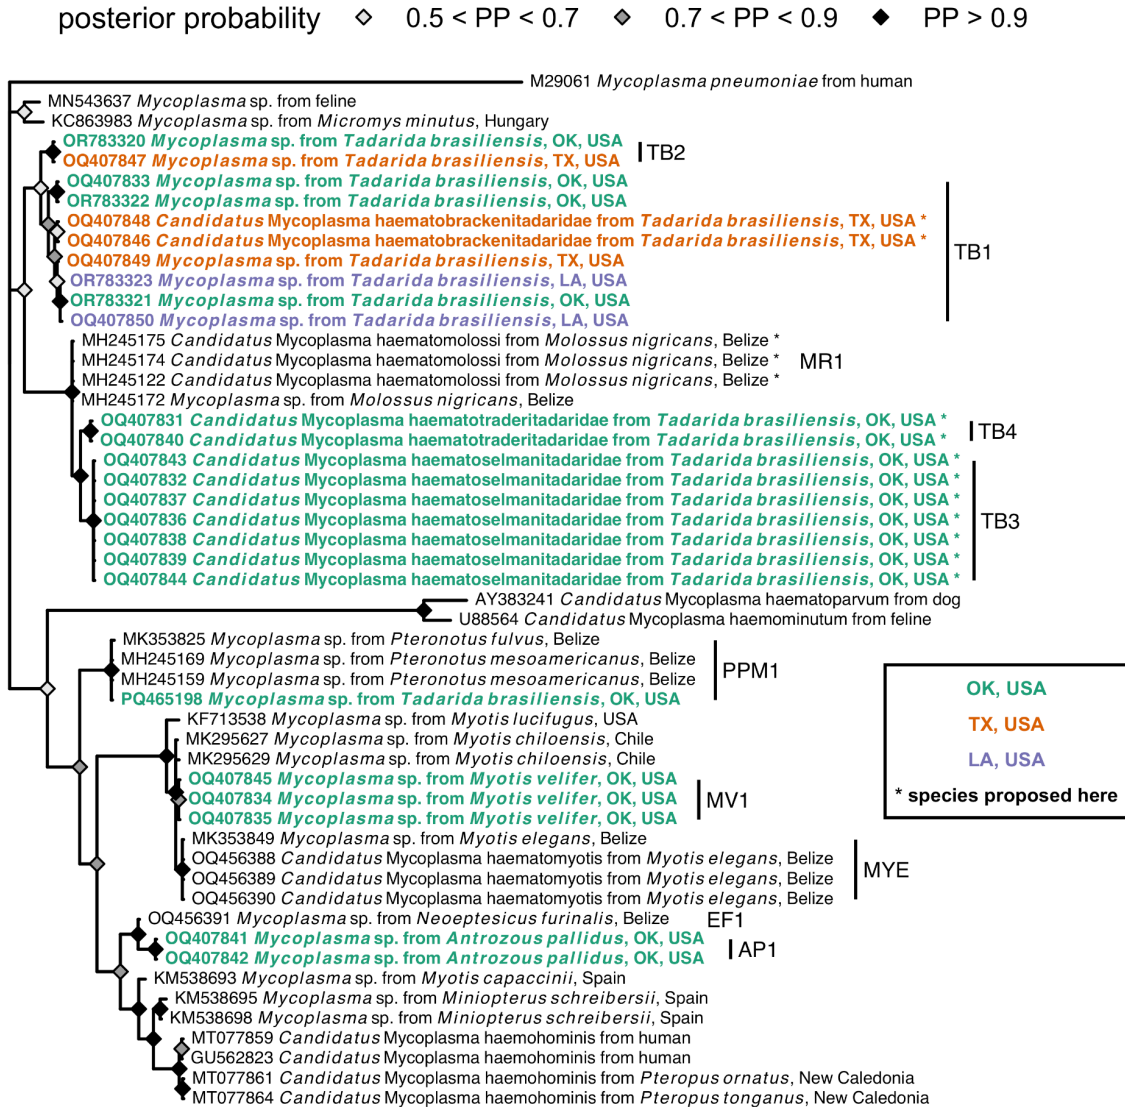 posterior probability 0.5 < PP < 0.7 0.7 < PP < 0.9 PP > 0.9
M29061 Mycoplasma pneumoniae from human
MN543637 Mycoplasma sp. from feline
KC863983 Mycoplasma sp. from Micromys minutus, Hungary
OR783320 Mycoplasma sp. from Tadarida brasiliensis, OK, USA
TB2
OQ407847 Mycoplasma sp. from Tadarida brasiliensis, TX, USA
OQ407833 Mycoplasma sp. from Tadarida brasiliensis, OK, USA
OR783322 Mycoplasma sp. from Tadarida brasiliensis, OK, USA
OQ407848 Candidatus Mycoplasma haematobrackenitadaridae from Tadarida brasiliensis, TX, USA *
OQ407846 Candidatus Mycoplasma haematobrackenitadaridae from Tadarida brasiliensis, TX, USA *
TB1
OQ407849 Mycoplasma sp. from Tadarida brasiliensis, TX, USA
OR783323 Mycoplasma sp. from Tadarida brasiliensis, LA, USA
OR783321 Mycoplasma sp. from Tadarida brasiliensis, OK, USA
OQ407850 Mycoplasma sp. from Tadarida brasiliensis, LA, USA
MH245175 Candidatus Mycoplasma haematomolossi from Molossus nigricans, Belize *
MH245174 Candidatus Mycoplasma haematomolossi from Molossus nigricans, Belize *
MR1
MH245122 Candidatus Mycoplasma haematomolossi from Molossus nigricans, Belize *
MH245172 Mycoplasma sp. from Molossus nigricans, Belize
OQ407831 Candidatus Mycoplasma haematotraderitadaridae from Tadarida brasiliensis, OK, USA *
TB4
OQ407840 Candidatus Mycoplasma haematotraderitadaridae from Tadarida brasiliensis, OK, USA *
OQ407843 Candidatus Mycoplasma haematoselmanitadaridae from Tadarida brasiliensis, OK, USA *
OQ407832 Candidatus Mycoplasma haematoselmanitadaridae from Tadarida brasiliensis, OK, USA *
OQ407837 Candidatus Mycoplasma haematoselmanitadaridae from Tadarida brasiliensis, OK, USA *
OQ407836 Candidatus Mycoplasma haematoselmanitadaridae from Tadarida brasiliensis, OK, USA *
TB3
OQ407838 Candidatus Mycoplasma haematoselmanitadaridae from Tadarida brasiliensis, OK, USA *
OQ407839 Candidatus Mycoplasma haematoselmanitadaridae from Tadarida brasiliensis, OK, USA *
OQ407844 Candidatus Mycoplasma haematoselmanitadaridae from Tadarida brasiliensis, OK, USA *
AY383241 Candidatus Mycoplasma haematoparvum from dog
U88564 Candidatus Mycoplasma haemominutum from feline
MK353825 Mycoplasma sp. from Pteronotus fulvus, Belize
MH245169 Mycoplasma sp. from Pteronotus mesoamericanus, Belize
PPM1
MH245159 Mycoplasma sp. from Pteronotus mesoamericanus, Belize
PQ465198 Mycoplasma sp. from Tadarida brasiliensis, OK, USA
KF713538 Mycoplasma sp. from Myotis lucifugus, USA
MK295627 Mycoplasma sp. from Myotis chiloensis, Chile
MK295629 Mycoplasma sp. from Myotis chiloensis, Chile
OQ407845 Mycoplasma sp. from Myotis velifer, OK, USA
OQ407834 Mycoplasma sp. from Myotis velifer, OK, USA
MV1
OQ407835 Mycoplasma sp. from Myotis velifer, OK, USA
MK353849 Mycoplasma sp. from Myotis elegans, Belize
OQ456388 Candidatus Mycoplasma haematomyotis from Myotis elegans, Belize
MYE
OQ456389 Candidatus Mycoplasma haematomyotis from Myotis elegans, Belize
OQ456390 Candidatus Mycoplasma haematomyotis from Myotis elegans, Belize
OQ456391 Mycoplasma sp. from Neoeptesicus furinalis, Belize
EF1
OQ407841 Mycoplasma sp. from Antrozous pallidus, OK, USA
AP1
OQ407842 Mycoplasma sp. from Antrozous pallidus, OK, USA
KM538693 Mycoplasma sp. from Myotis capaccinii, Spain
KM538695 Mycoplasma sp. from Miniopterus schreibersii, Spain
KM538698 Mycoplasma sp. from Miniopterus schreibersii, Spain
MT077859 Candidatus Mycoplasma haemohominis from human
GU562823 Candidatus Mycoplasma haemohominis from human
MT077861 Candidatus Mycoplasma haemohominis from Pteropus ornatus, New Caledonia
MT077864 Candidatus Mycoplasma haemohominis from Pteropus tonganus, New Caledonia
OK, USA
TX, USA
LA, USA
* species proposed here